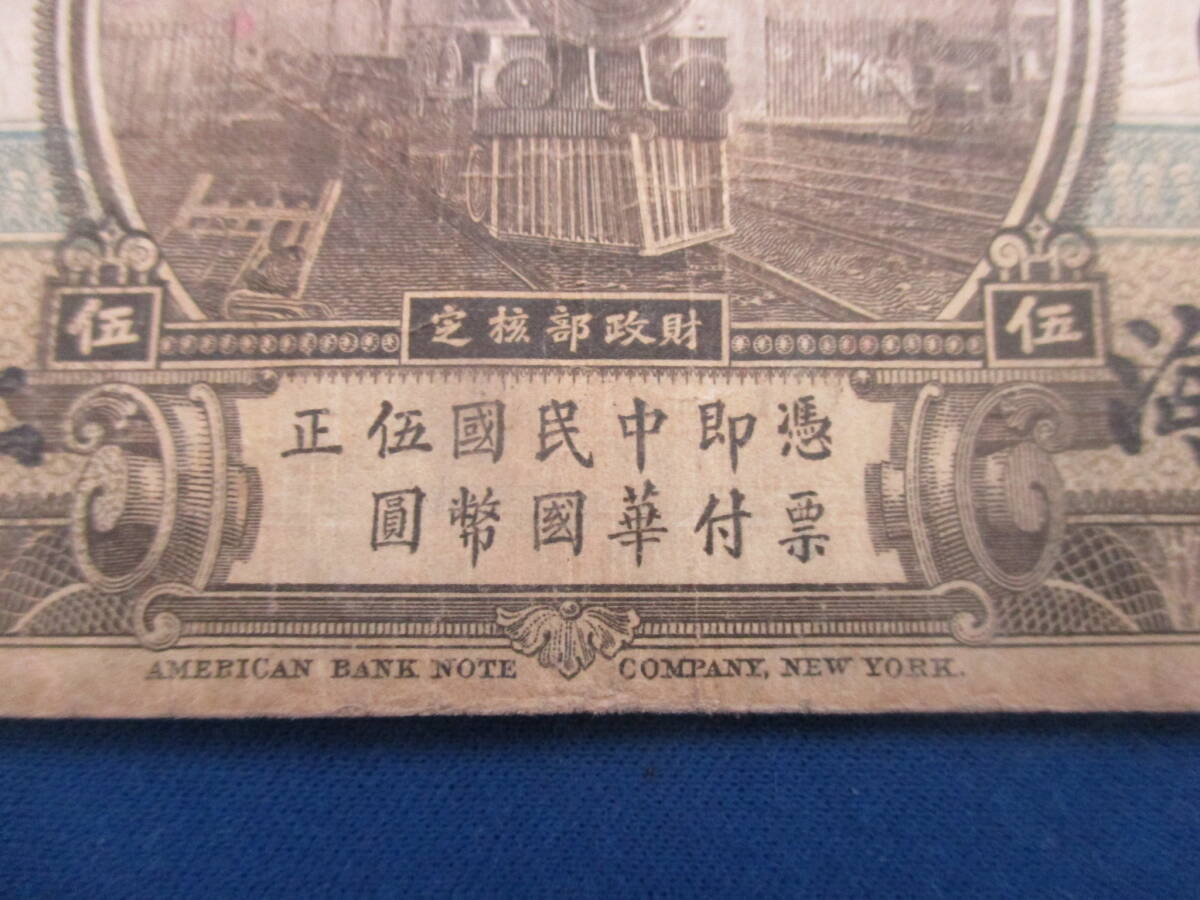 伍
財政部核定
伍
憑票
即付
中華
民國
國幣
伍圓
正
AMERICAN BANK NOTE COMPANY, NEW YORK.